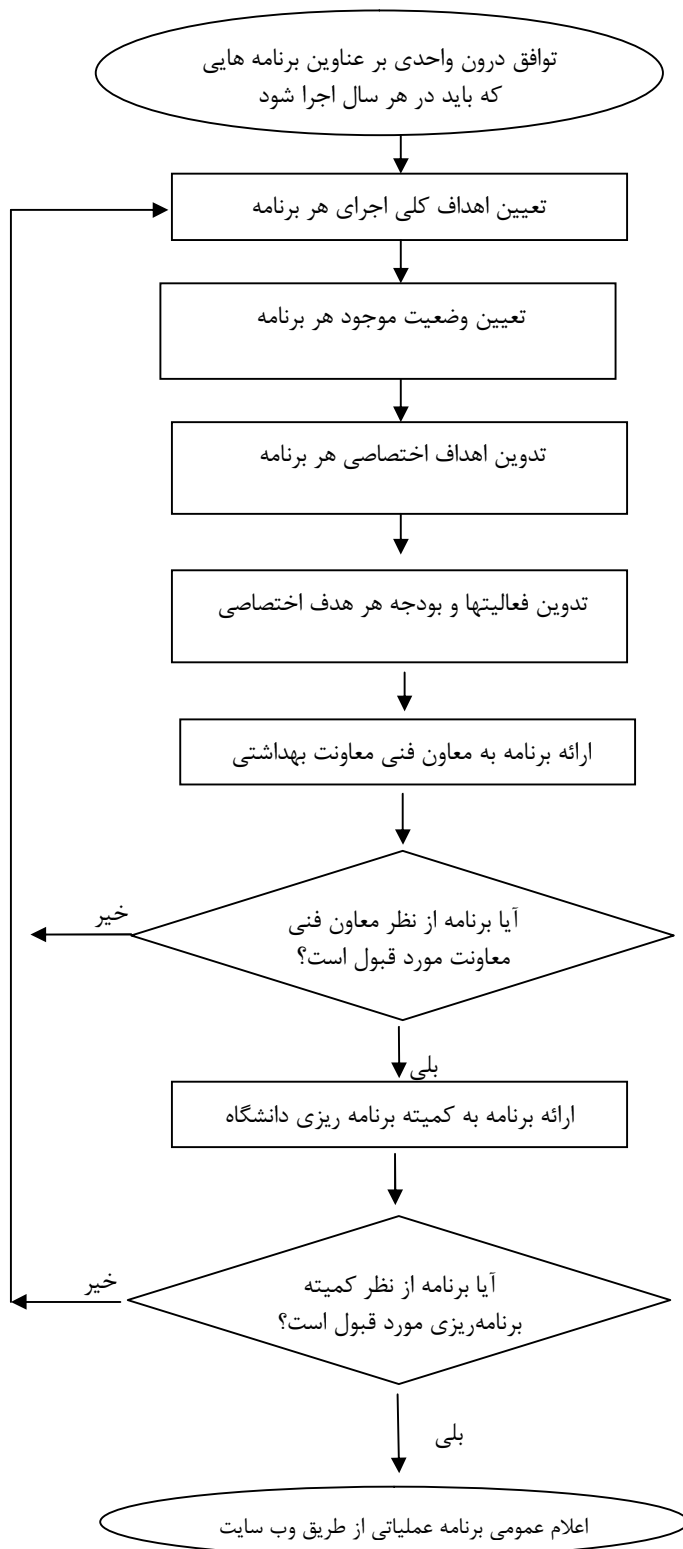 توافق درون واحدی بر عناوین برنامه هایی
که باید در هر سال اجرا شود
تعیین اهداف کلی اجرای هر برنامه
تعیین وضعیت موجود هر برنامه
تدوین اهداف اختصاصی هر برنامه
تدوین فعالیتها و بودجه هر هدف اختصاصی
ارائه برنامه به معاون فنی معاونت بهداشتی
آیا برنامه از نظر معاون فنی
معاونت مورد قبول است؟
خیر
بلی
ارائه برنامه به کمیته برنامه ریزی دانشگاه
آیا برنامه از نظر کمیته
برنامه‌ریزی مورد قبول است؟
خیر
بلی
اعلام عمومی برنامه عملیاتی از طریق وب سایت